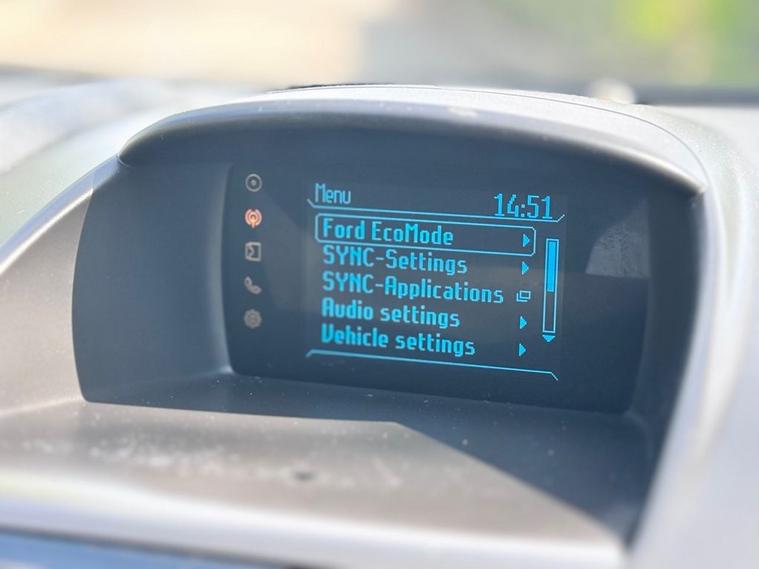 Menu 14:51
Ford EcoMode
SYNC-Settings
SYNC-Applications
Audio settings
Vehicle settings